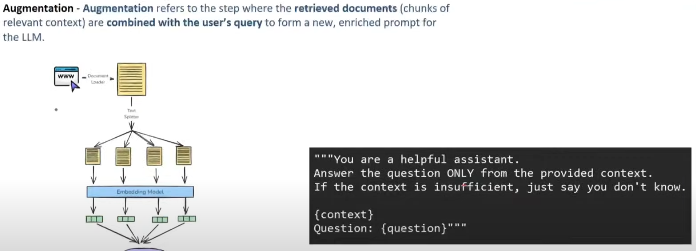 Augmentation - Augmentation refers to the step where the retrieved documents (chunks of
relevant context) are combined with the user's query to form a new, enriched prompt for
the LLM.
www
Document
Loader
Text
Splitter
Embedding Model
"""You are a helpful assistant.
Answer the question ONLY from the provided context.
If the context is insufficient, just say you don't know.
{context}
Question: {question}"""